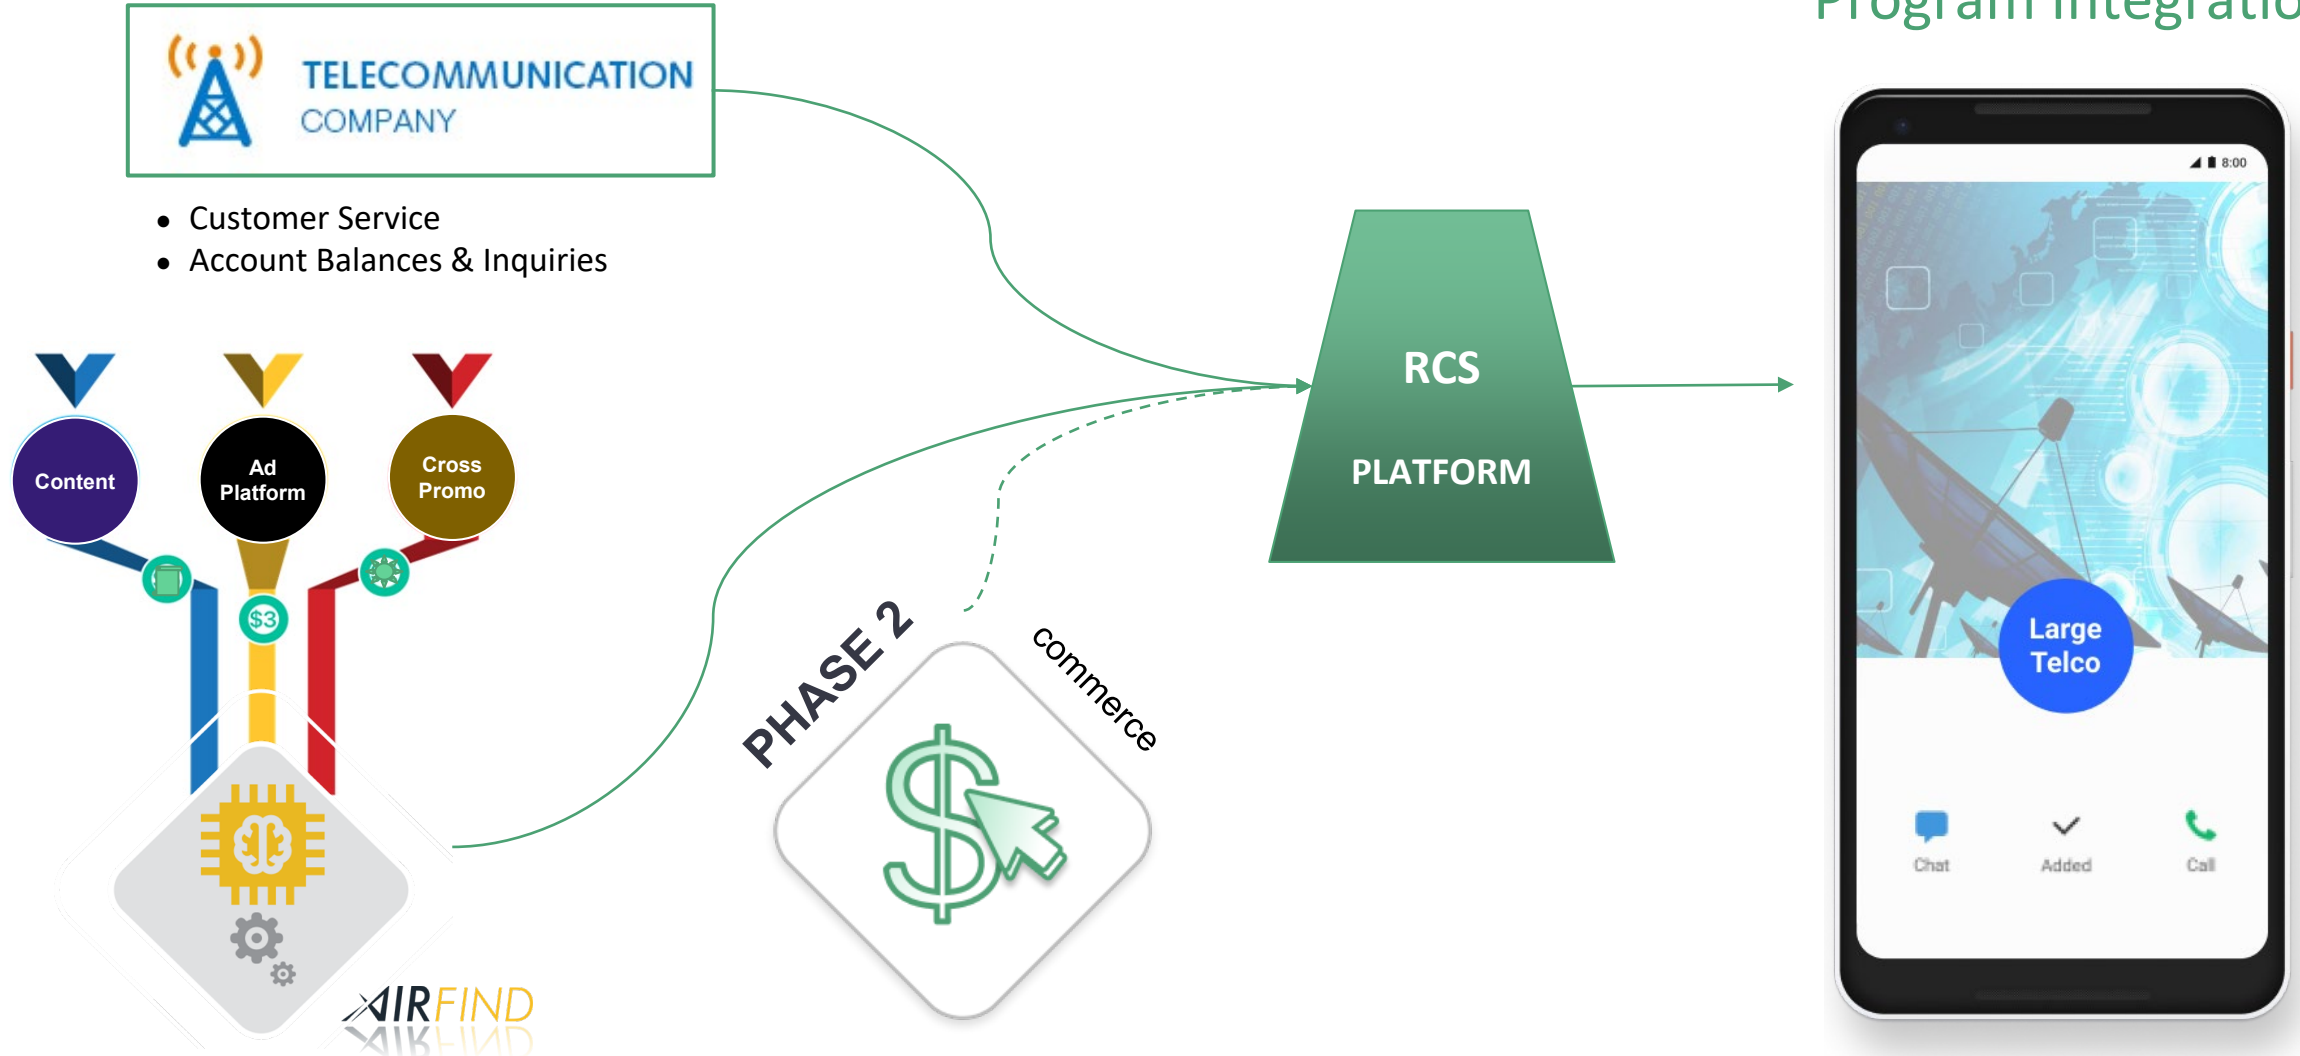 Program Integratio
TELECOMMUNICATION
COMPANY
• Customer Service
• Account Balances & Inquiries
Content
Ad
Platform
Cross
Promo
$3
AIRFIND
PHASE 2
commerce
RCS
PLATFORM
8:00
Large
Telco
Chat
Added
Call